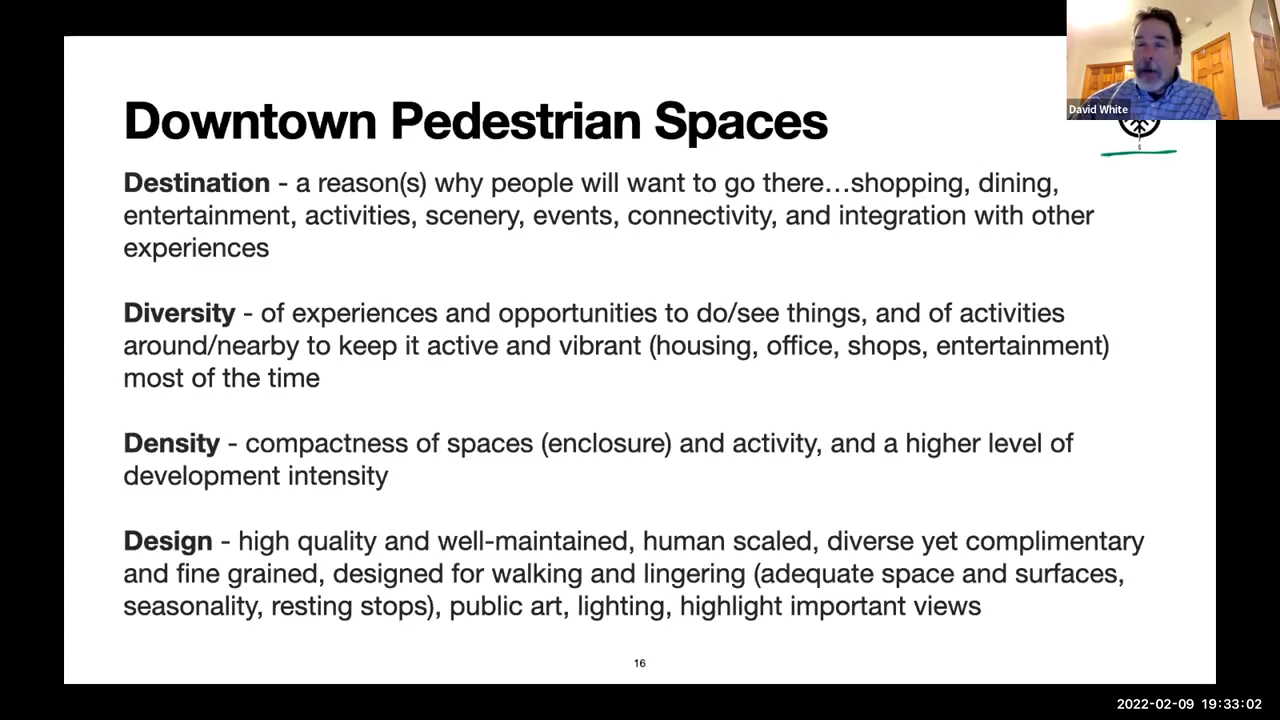 David White
S
Downtown Pedestrian Spaces
Destination - a reason(s) why people will want to go there…shopping, dining,
entertainment, activities, scenery, events, connectivity, and integration with other
experiences
Diversity - of experiences and opportunities to do/see things, and of activities
around/nearby to keep it active and vibrant (housing, office, shops, entertainment)
most of the time
Density - compactness of spaces (enclosure) and activity, and a higher level of
development intensity
Design - high quality and well-maintained, human scaled, diverse yet complimentary
and fine grained, designed for walking and lingering (adequate space and surfaces,
seasonality, resting stops), public art, lighting, highlight important views
16
2022-02-09 19:33:02